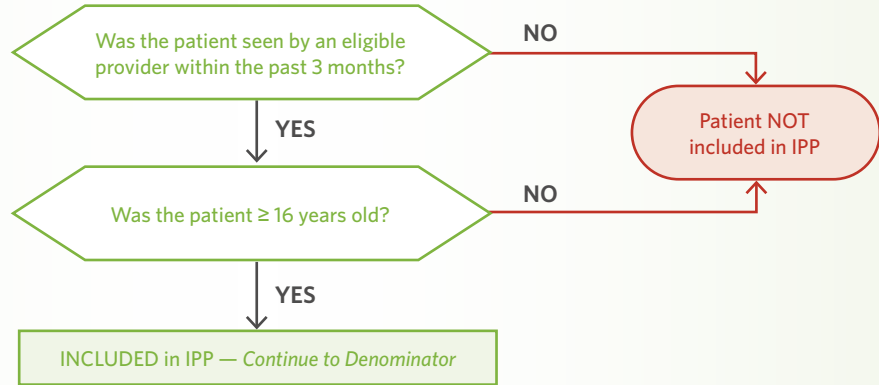 Was the patient seen by an eligible
provider within the past 3 months?
NO
YES
Patient NOT
included in IPP
Was the patient ≥ 16 years old?
NO
YES
INCLUDED in IPP — Continue to Denominator